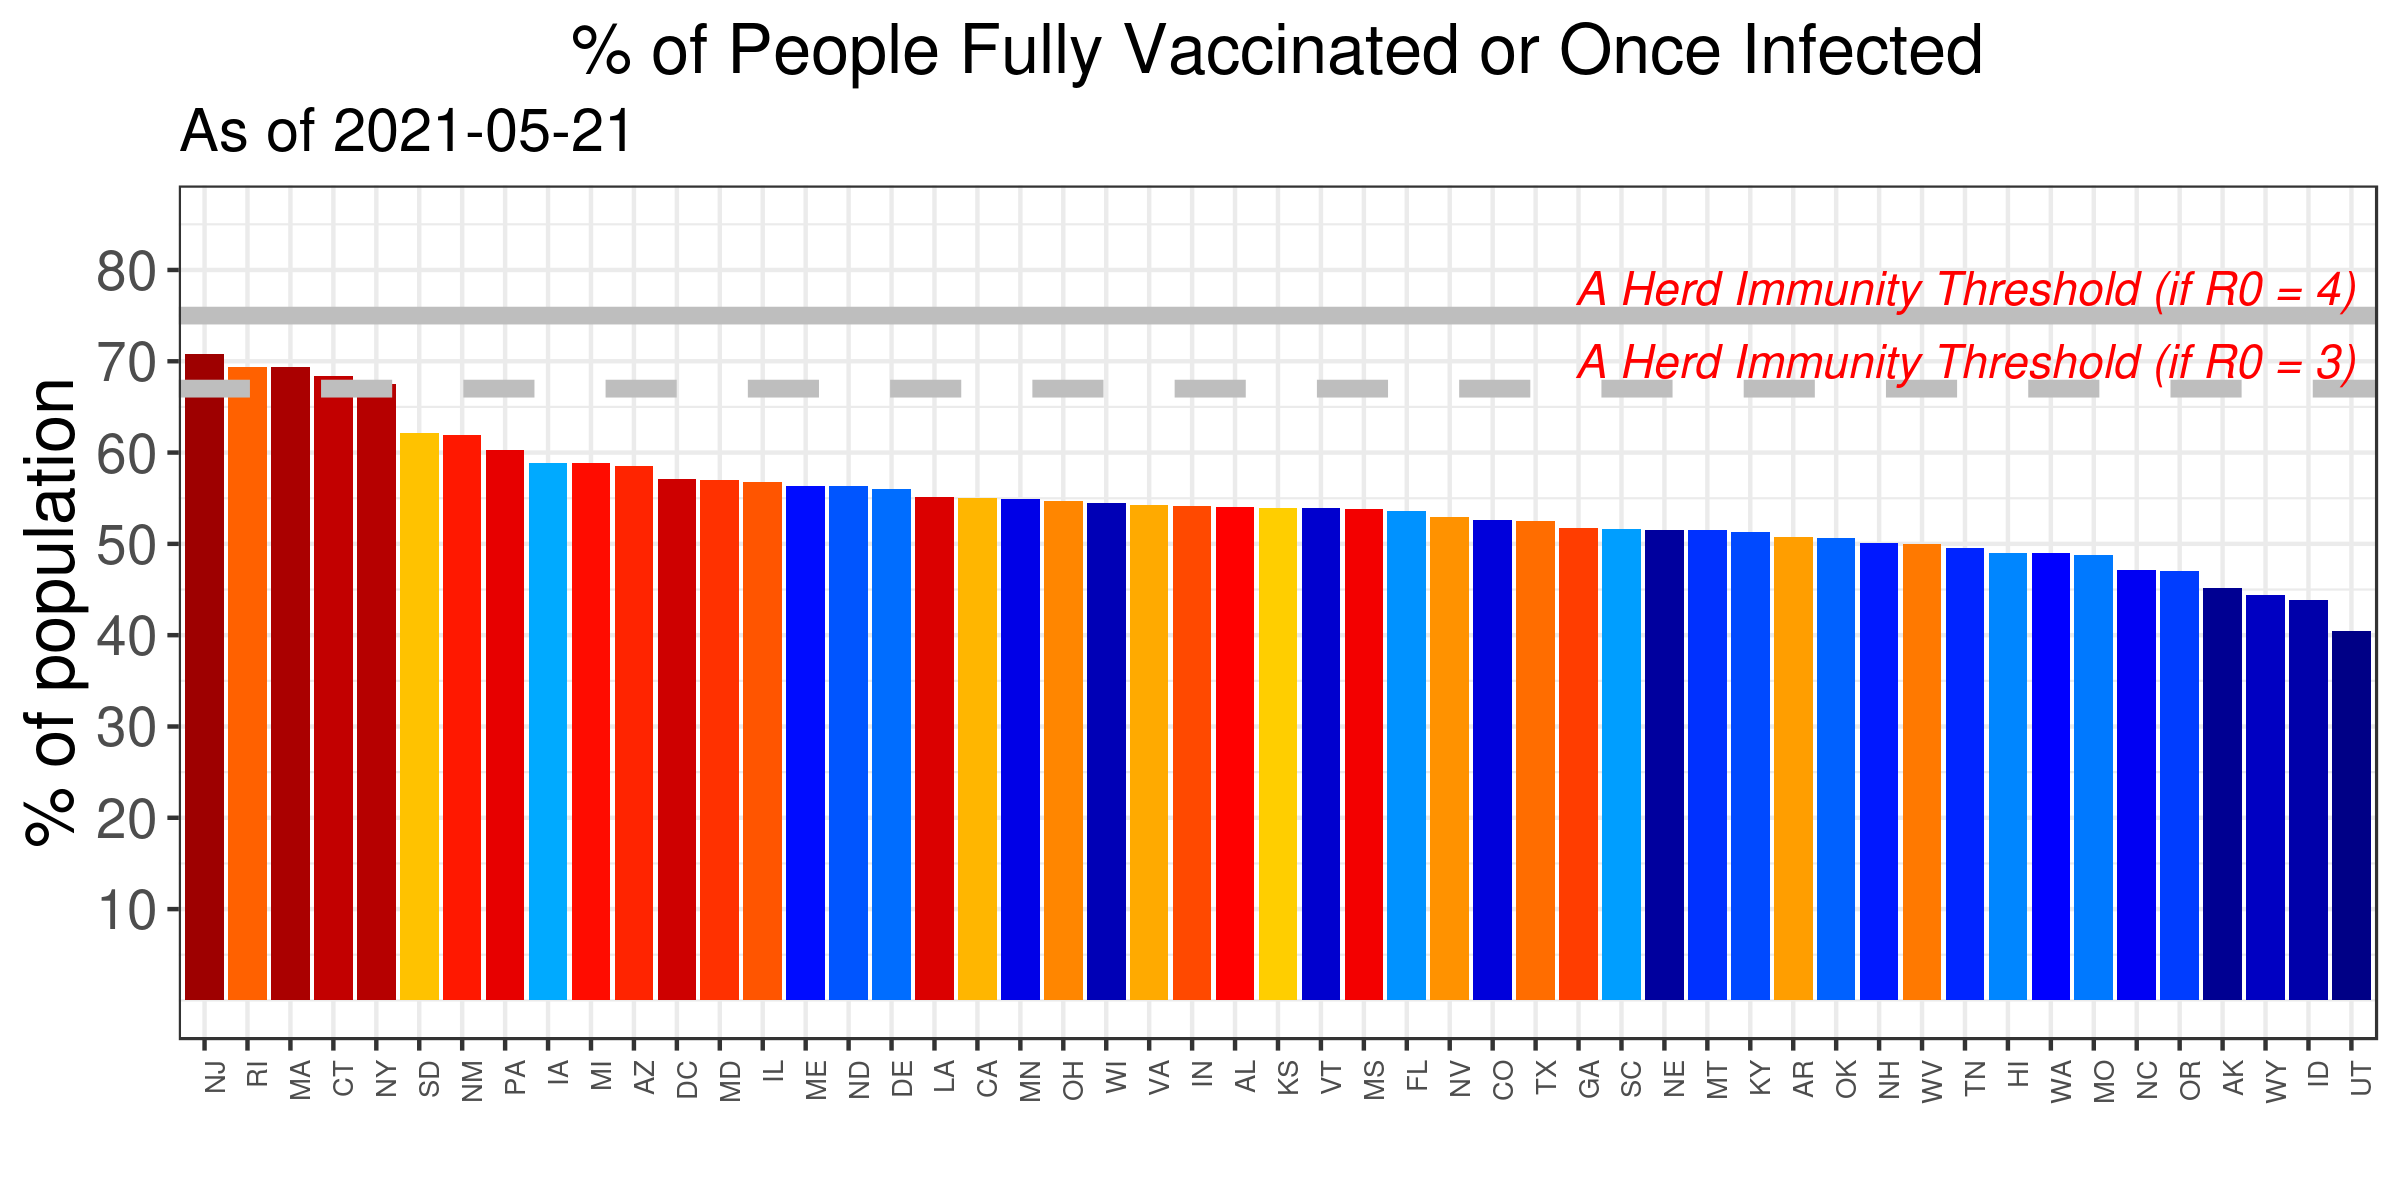 % of People Fully Vaccinated or Once Infected
As of 2021-05-21
% of population
80
70
60
50
40
30
20
10
A Herd Immunity Threshold (if R0 = 4)
A Herd Immunity Threshold (if R0 = 3)
NJ RI MA CT NY SD NM PA IA MI AZ DC MD IL ME ND DE LA CA MN OH WI VA IN AL KS VT MS FL NV CO TX GA SC NE MT KY AR OK NH WV TN HI WA MO NC OR AK WY ID UT